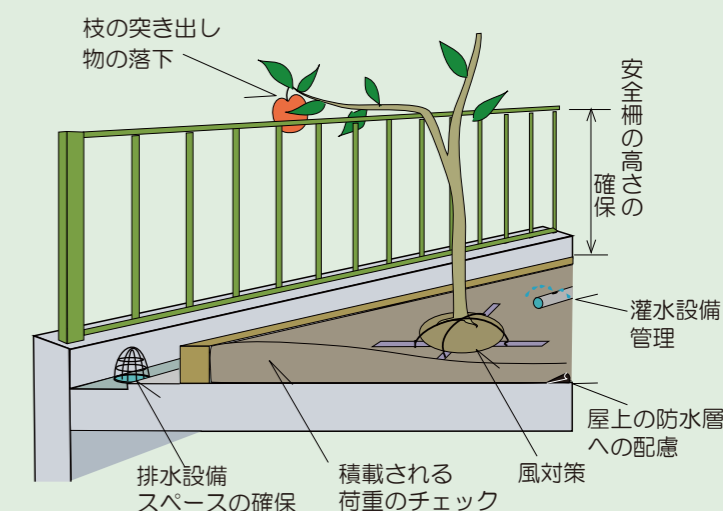 枝の突き出し
物の落下
安全柵の高さの
確保
灌水設備
管理
屋上の防水層
への配慮
風対策
積載される
荷重のチェック
排水設備
スペースの確保